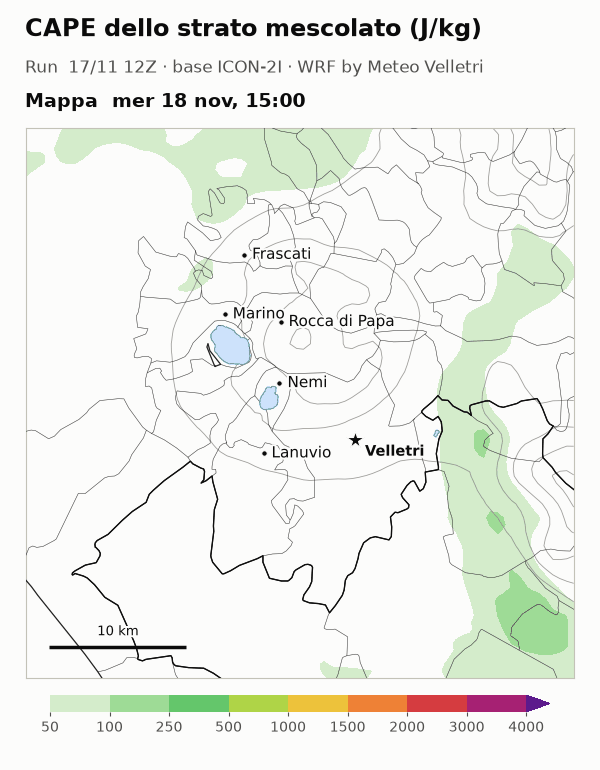 CAPE dello strato mescolato (J/kg)
Run  17/11 12Z · base ICON-2I · WRF by Meteo Velletri
Mappa  mer 18 nov, 15:00
Frascati
Marino
Rocca di Papa
Nemi
Velletri
Lanuvio
10 km
50 100 250 500 1000 1500 2000 3000 4000